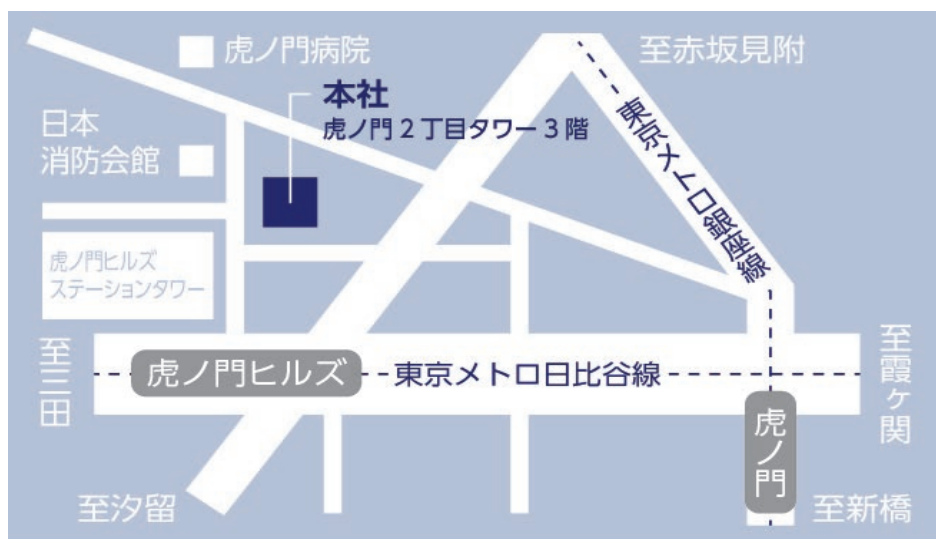 虎ノ門病院
至赤坂見附
本社
虎ノ門2丁目タワー3階
日本
消防会館
東京メトロ銀座線
虎ノ門ヒルズ
ステーションタワー
至三田
虎ノ門ヒルズ
東京メトロ日比谷線
至霞ヶ関
虎ノ門
至汐留
至新橋